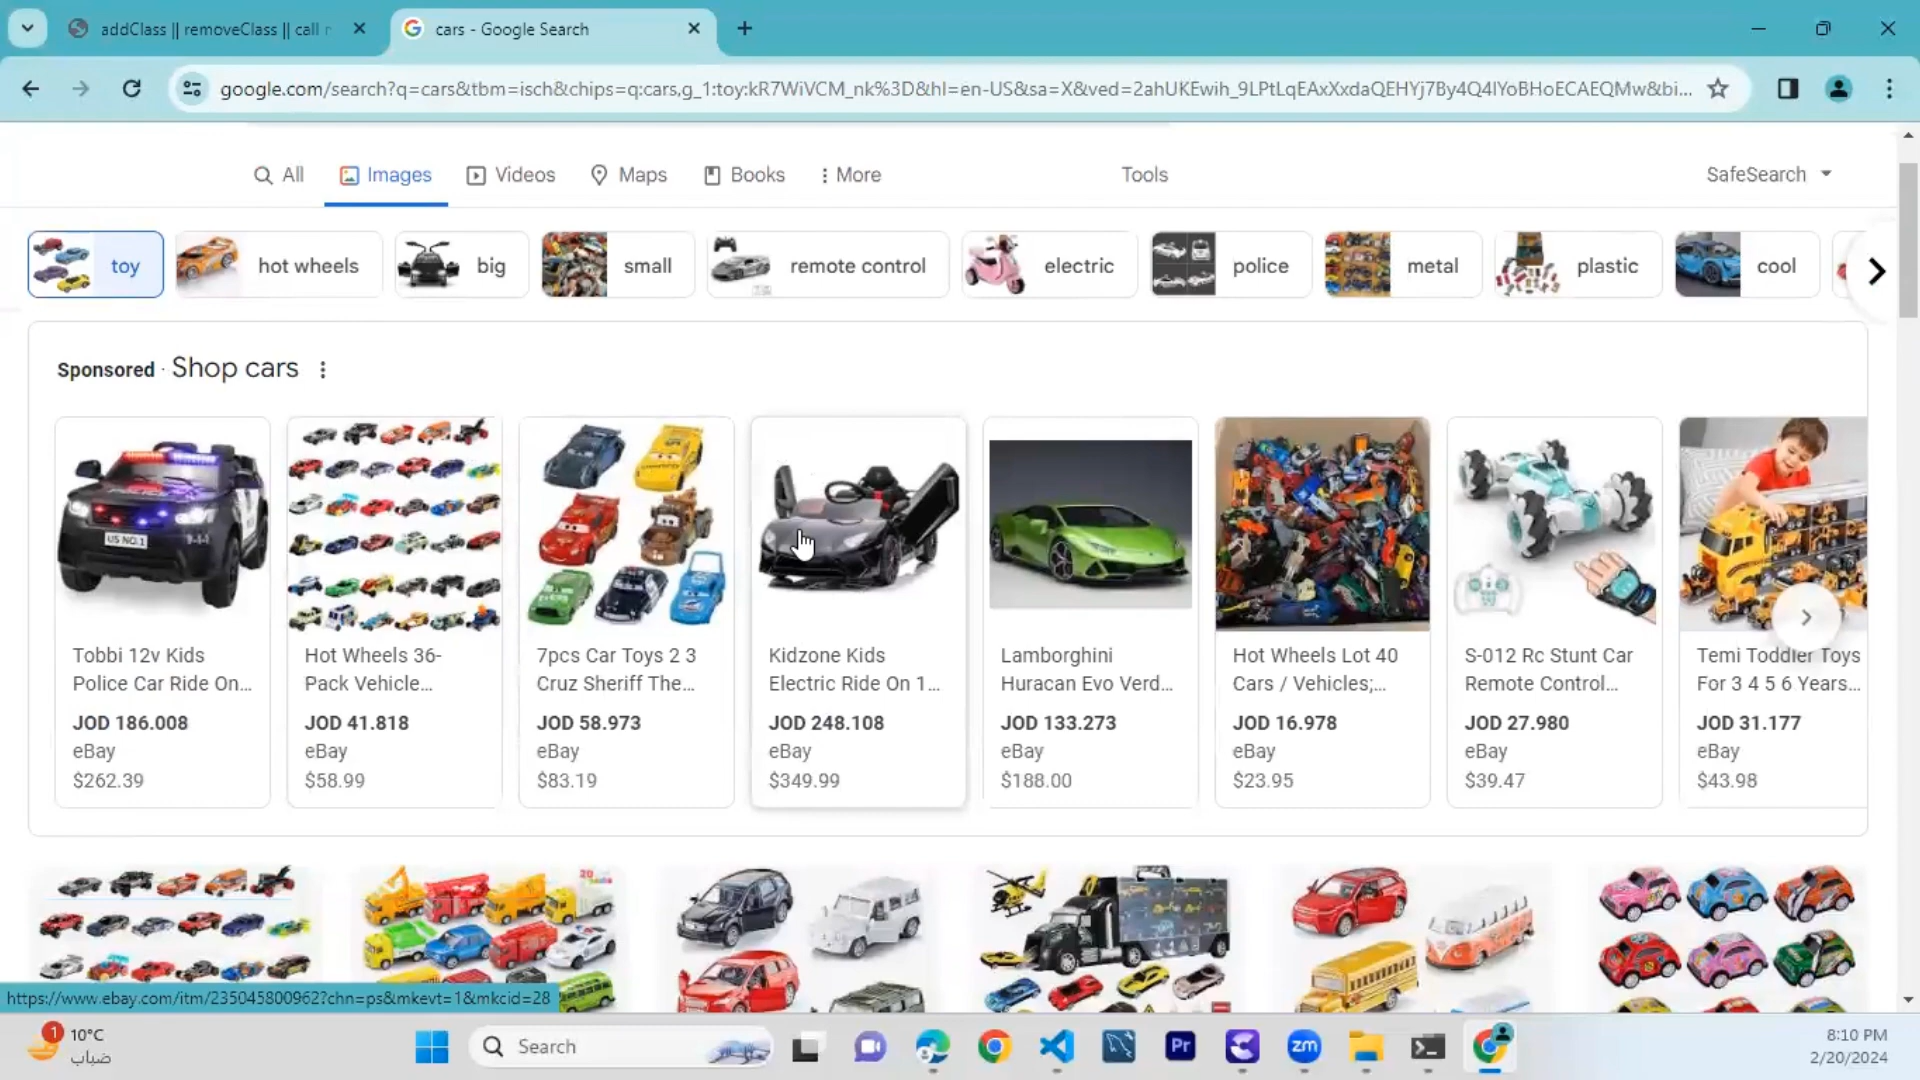 addClass || removeClass || call
cars - Google Search
google.com/search?q=cars&tbm=isch&chips=q:cars,g_1:toy:kR7WiVCM_nk%3D&hl=en-US&sa=X&ved=2ahUKEwih_9LPtLqEAxXxdaQEHYj7By4Q4lYoBHoECAEQMw&bi...
All Images Videos Maps Books More Tools SafeSearch
toy hot wheels big small remote control electric police metal plastic cool
Sponsored · Shop cars
US NO.1
Tobbi 12v Kids
Police Car Ride On...
JOD 186.008
eBay
$262.39
Hot Wheels 36-
Pack Vehicle...
JOD 41.818
eBay
$58.99
7pcs Car Toys 2 3
Cruz Sheriff The...
JOD 58.973
eBay
$83.19
Kidzone Kids
Electric Ride On 1...
JOD 248.108
eBay
$349.99
Lamborghini
Huracan Evo Verd...
JOD 133.273
eBay
$188.00
Hot Wheels Lot 40
Cars / Vehicles;...
JOD 16.978
eBay
$23.95
S-012 Rc Stunt Car
Remote Control...
JOD 27.980
eBay
$39.47
Temi Toddler Toys
For 3 4 5 6 Years...
JOD 31.177
eBay
$43.98
https://www.ebay.com/itm/235045800962?chn=ps&mkevt=1&mkcid=28
1
10°C
ضباب
Search
Pr
zm
8:10 PM
2/20/2024